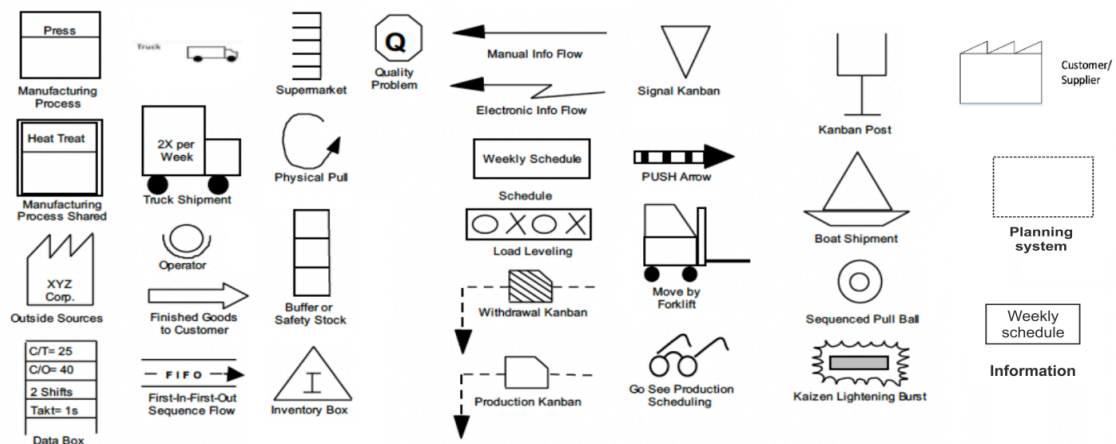 Press
Manufacturing
Process
Heat Treat
Manufacturing
Process Shared
XYZ
Corp.
Outside Sources
C/T= 25
C/O= 40
2 Shifts
Takt= 1s
Data Box
Truck
2X per
Week
Truck Shipment
Operator
Finished Goods
to Customer
F I F O
First-In-First-Out
Sequence Flow
Supermarket
Physical Pull
Buffer or
Safety Stock
I
Inventory Box
Q
Quality
Problem
Manual Info Flow
Electronic Info Flow
Weekly Schedule
Schedule
O X O X
Load Leveling
Withdrawal Kanban
Production Kanban
Signal Kanban
PUSH Arrow
Move by
Forklift
Go See Production
Scheduling
Kanban Post
Boat Shipment
Sequenced Pull Ball
Kaizen Lightening Burst
Customer/
Supplier
Planning
system
Weekly
schedule
Information